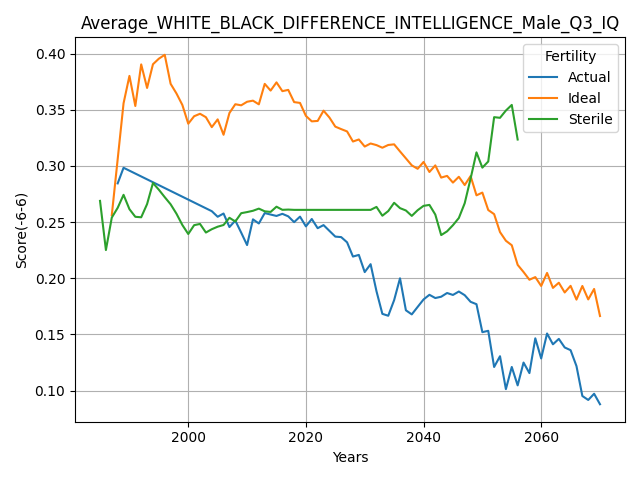 Average_WHITE_BLACK_DIFFERENCE_INTELLIGENCE_Male_Q3_IQ
Fertility
Actual
Ideal
Sterile
Score(-6-6)
0.40
0.35
0.30
0.25
0.20
0.15
0.10
2000
2020
2040
2060
Years